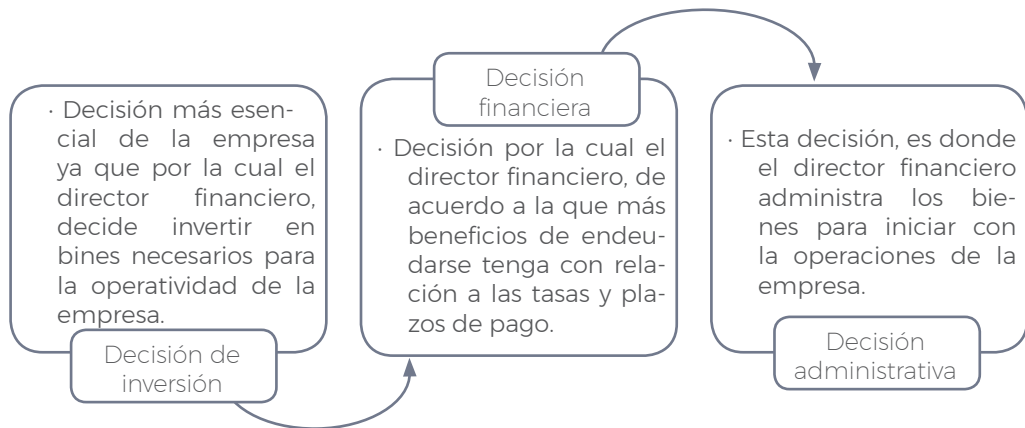 · Decisión más esen-
cial de la empresa
ya que por la cual el
director financiero,
decide invertir en
bines necesarios para
la operatividad de la
empresa.
Decisión de
inversión
Decisión
financiera
· Decisión por la cual el
director financiero, de
acuerdo a la que más
beneficios de endeu-
darse tenga con rela-
ción a las tasas y pla-
zos de pago.
· Esta decisión, es donde
el director financiero
administra los bie-
nes para iniciar con
la operaciones de la
empresa.
Decisión
administrativa